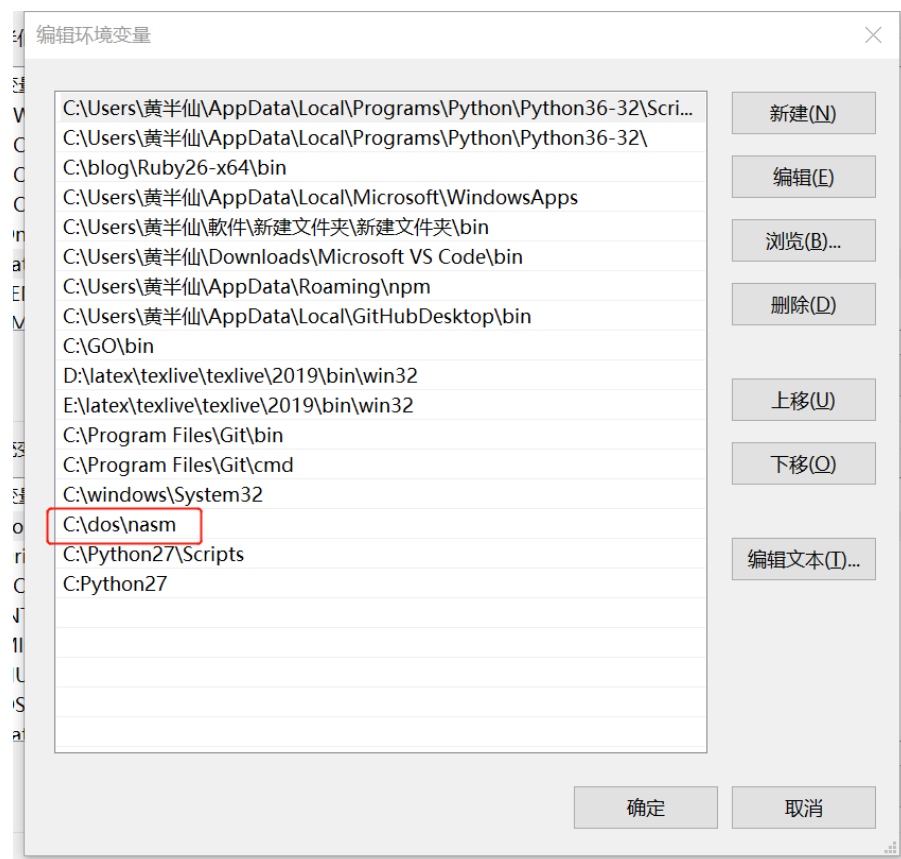 编辑环境变量
C:\Users\黄半仙\AppData\Local\Programs\Python\Python36-32\Scri...
新建(N)
C:\Users\黄半仙\AppData\Local\Programs\Python\Python36-32\
C:\blog\Ruby26-x64\bin
编辑(E)
C:\Users\黄半仙\AppData\Local\Microsoft\WindowsApps
C:\Users\黄半仙\軟件\新建文件夹\新建文件夹\bin
浏览(B)...
C:\Users\黄半仙\Downloads\Microsoft VS Code\bin
C:\Users\黄半仙\AppData\Roaming\npm
删除(D)
C:\Users\黄半仙\AppData\Local\GitHubDesktop\bin
C:\GO\bin
D:\latex\texlive\texlive\2019\bin\win32
上移(U)
E:\latex\texlive\texlive\2019\bin\win32
C:\Program Files\Git\bin
下移(O)
C:\Program Files\Git\cmd
C:\windows\System32
C:\dos\nasm
C:\Python27\Scripts
编辑文本(T)...
C:Python27
确定
取消